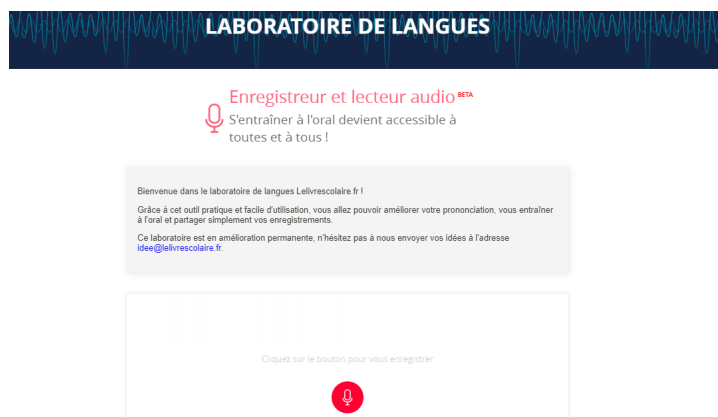 LABORATOIRE DE LANGUES
Enregistreur et lecteur audio BETA
S'entraîner à l'oral devient accessible à
toutes et à tous !
Bienvenue dans le laboratoire de langues Lelivrescolaire.fr !
Grâce à cet outil pratique et facile d'utilisation, vous allez pouvoir améliorer votre prononciation, vous entraîner
à l'oral et partager simplement vos enregistrements.
Ce laboratoire est en amélioration permanente, n'hésitez pas à nous envoyer vos idées à l'adresse
idee@lelivrescolaire.fr.
Cliquez sur le bouton pour vous enregistrer